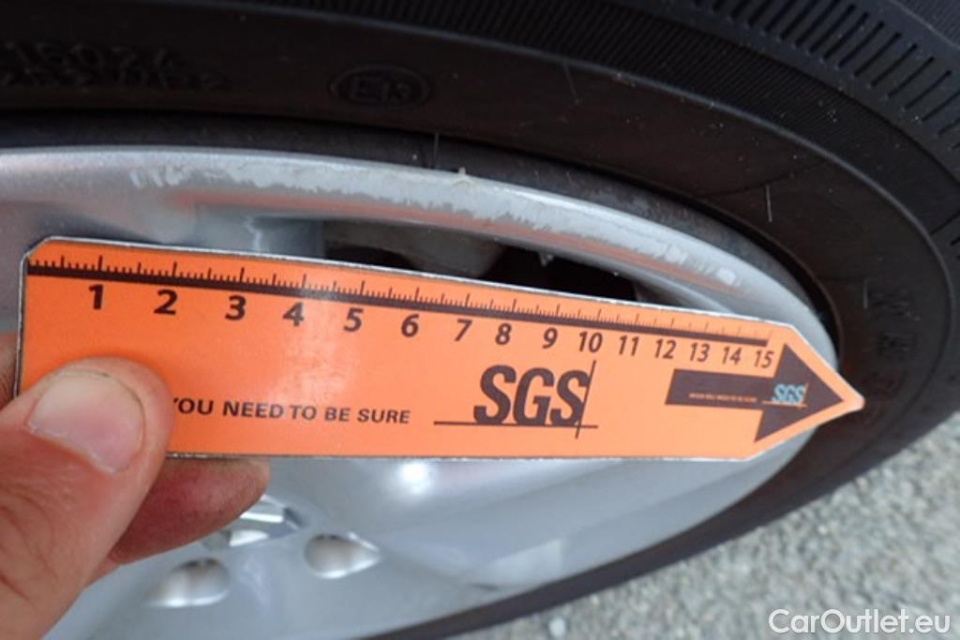 E13
1 2 3 4 5 6 7 8 9 10 11 12 13 14 15
YOU NEED TO BE SURE
SGS
SGS
CarOutlet.eu